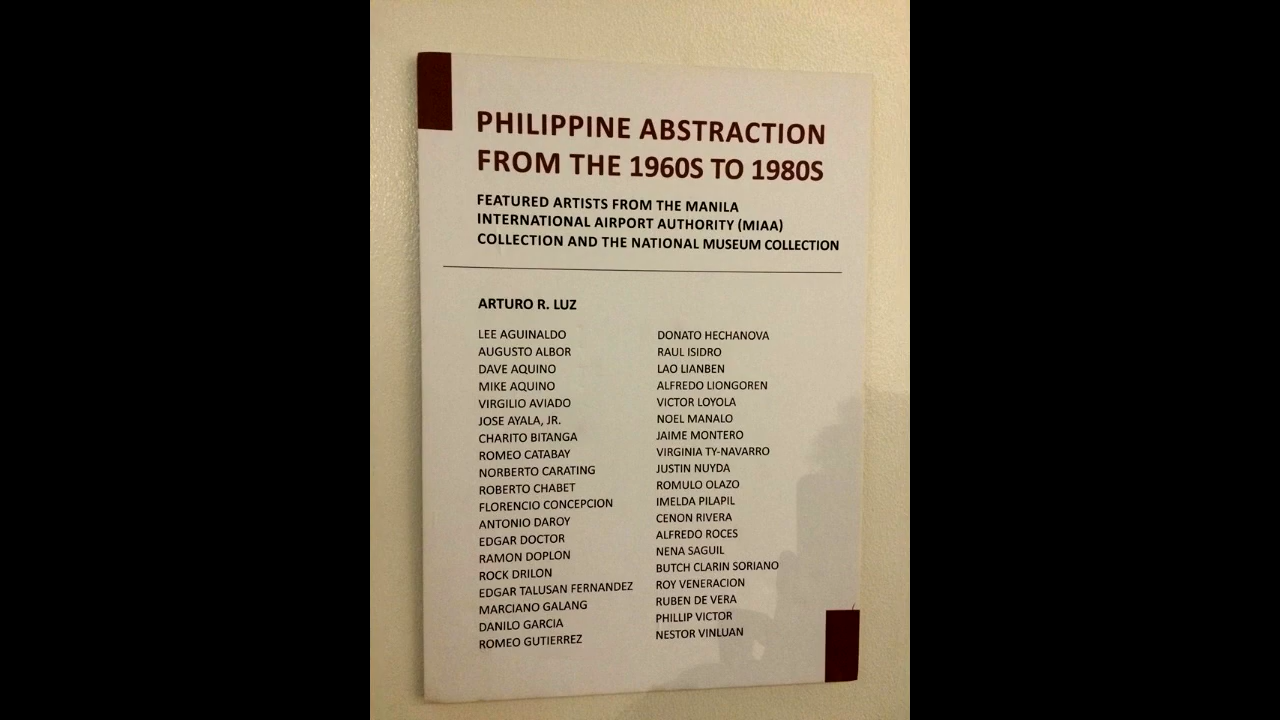 PHILIPPINE ABSTRACTION
FROM THE 1960S TO 1980S
FEATURED ARTISTS FROM THE MANILA
INTERNATIONAL AIRPORT AUTHORITY (MIAA)
COLLECTION AND THE NATIONAL MUSEUM COLLECTION
ARTURO R. LUZ
LEE AGUINALDO
AUGUSTO ALBOR
DAVE AQUINO
MIKE AQUINO
VIRGILIO AVIADO
JOSE AYALA, JR.
CHARITO BITANGA
ROMEO CATABAY
NORBERTO CARATING
ROBERTO CHABET
FLORENCIO CONCEPCION
ANTONIO DAROY
EDGAR DOCTOR
RAMON DOPLON
ROCK DRILON
EDGAR TALUSAN FERNANDEZ
MARCIANO GALANG
DANILO GARCIA
ROMEO GUTIERREZ
DONATO HECHANOVA
RAUL ISIDRO
LAO LIANBEN
ALFREDO LIONGOREN
VICTOR LOYOLA
NOEL MANALO
JAIME MONTERO
VIRGINIA TY-NAVARRO
JUSTIN NUYDA
ROMULO OLAZO
IMELDA PILAPIL
CENON RIVERA
ALFREDO ROCES
NENA SAGUIL
BUTCH CLARIN SORIANO
ROY VENERACION
RUBEN DE VERA
PHILLIP VICTOR
NESTOR VINLUAN